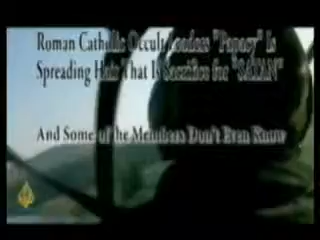 Roman Catholic Occult Leaders "Papacy" Is
Spreading Hate That Is Sacrifice for "SATAN"
And Some of the Members Don't Even Know